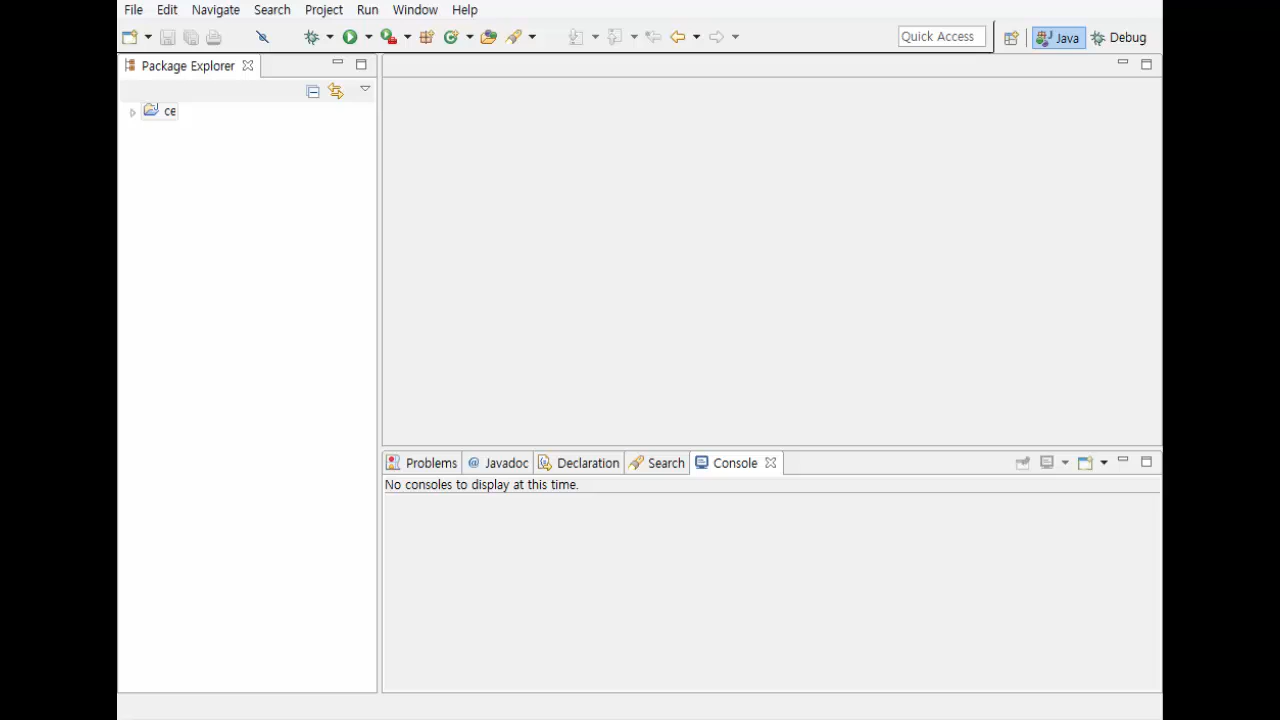 File Edit Navigate Search Project Run Window Help
Quick Access Java Debug
Package Explorer
ce
Problems @ Javadoc Declaration Search Console
No consoles to display at this time.